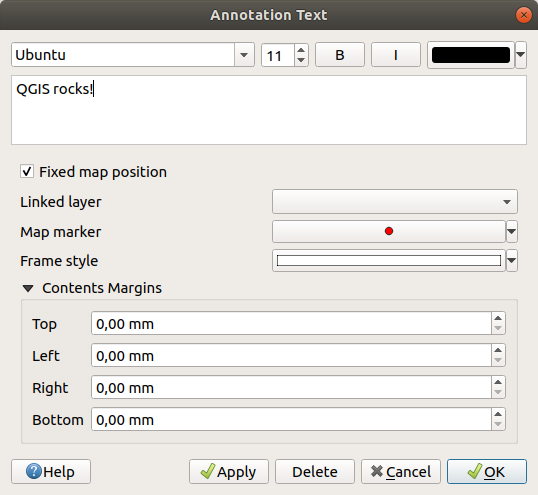 Annotation Text
Ubuntu 11 B I
QGIS rocks!
Fixed map position
Linked layer
Map marker
Frame style
Contents Margins
Top 0,00 mm
Left 0,00 mm
Right 0,00 mm
Bottom 0,00 mm
?Help Apply Delete Cancel OK